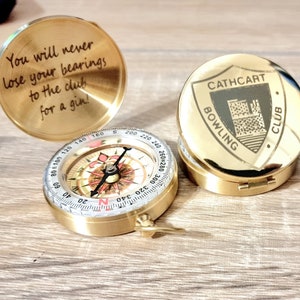 You will never
lose your bearings
to the club
for a gin!
CATHCART
BOWLING
CLUB